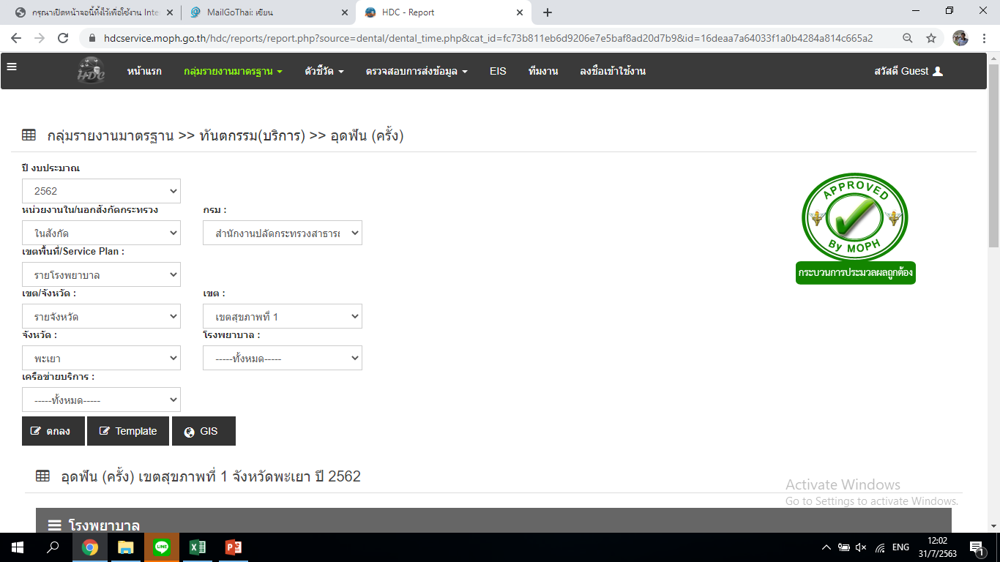 กรุณาเปิดหน้าจอนี้ทิ้งไว้เพื่อใช้งาน Inte
MailGoThai: เขียน
HDC - Report
hdcservice.moph.go.th/hdc/reports/report.php?source=dental/dental_time.php&cat_id=fc73b811eb6d9206e7e5baf8ad20d7b9&id=16deaa7a64033f1a0b4284a814c665a2
HDC หน้าแรก กลุ่มรายงานมาตรฐาน ตัวชี้วัด ตรวจสอบการส่งข้อมูล EIS ทีมงาน ลงชื่อเข้าใช้งาน สวัสดี Guest
กลุ่มรายงานมาตรฐาน >> ทันตกรรม(บริการ) >> อุดฟัน (ครั้ง)
ปี งบประมาณ
2562
หน่วยงานใน/นอกสังกัดกระทรวง กรม :
ในสังกัด สำนักงานปลัดกระทรวงสาธารณ
เขตพื้นที่/Service Plan :
รายโรงพยาบาล
เขต/จังหวัด : เขต :
รายจังหวัด เขตสุขภาพที่ 1
จังหวัด : โรงพยาบาล :
พะเยา -----ทั้งหมด-----
เครือข่ายบริการ :
-----ทั้งหมด-----
ตกลง Template GIS
APPROVED
By MOPH
กระบวนการประมวลผลถูกต้อง
อุดฟัน (ครั้ง) เขตสุขภาพที่ 1 จังหวัดพะเยา ปี 2562
Activate Windows
Go to Settings to activate Windows.
โรงพยาบาล
LINE
ENG
12:02
31/7/2563
1